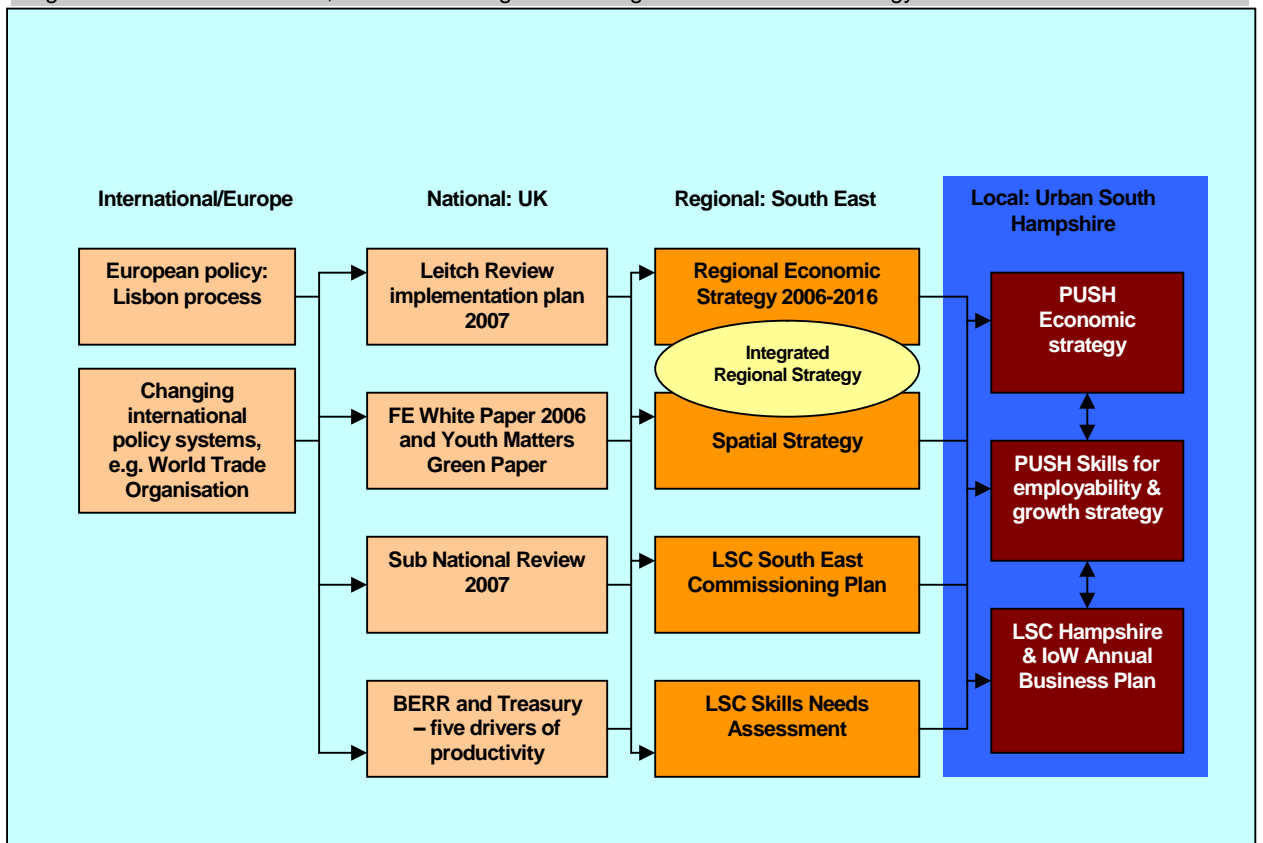 International/Europe
National: UK
Regional: South East
Local: Urban South
Hampshire
European policy:
Lisbon process
Changing
international
policy systems,
e.g. World Trade
Organisation
Leitch Review
implementation plan
2007
FE White Paper 2006
and Youth Matters
Green Paper
Sub National Review
2007
BERR and Treasury
– five drivers of
productivity
Regional Economic
Strategy 2006-2016
Integrated
Regional Strategy
Spatial Strategy
LSC South East
Commissioning Plan
LSC Skills Needs
Assessment
PUSH
Economic
strategy
PUSH Skills for
employability &
growth strategy
LSC Hampshire
& IoW Annual
Business Plan